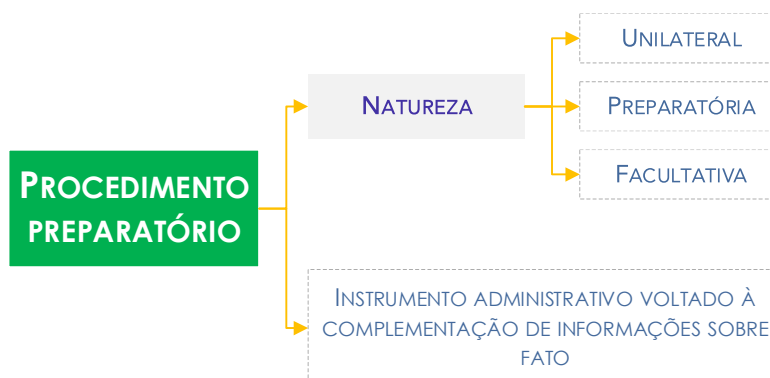 PROCEDIMENTO
PREPARATÓRIO
NATUREZA
UNILATERAL
PREPARATÓRIA
FACULTATIVA
INSTRUMENTO ADMINISTRATIVO VOLTADO À
COMPLEMENTAÇÃO DE INFORMAÇÕES SOBRE
FATO